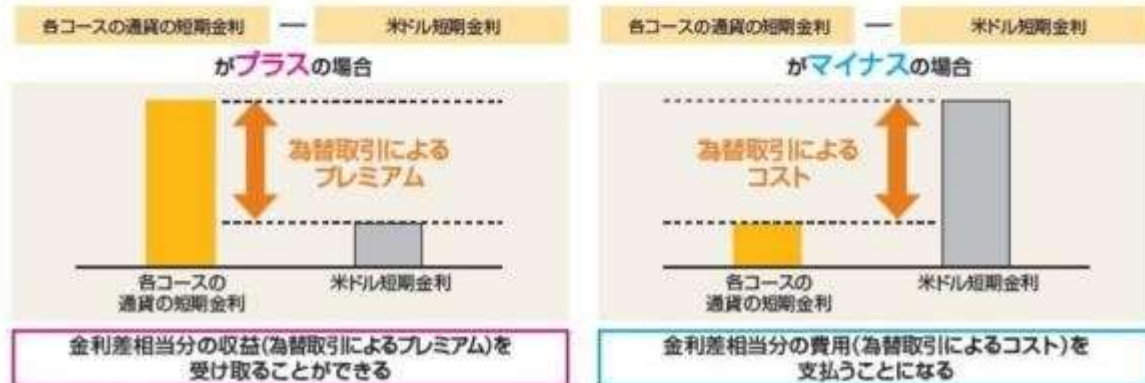 各コースの通貨の短期金利 ー 米ドル短期金利
がプラスの場合
為替取引による
プレミアム
各コースの
通貨の短期金利
米ドル短期金利
金利差相当分の収益(為替取引によるプレミアム)を
受け取ることができる
各コースの通貨の短期金利 ー 米ドル短期金利
がマイナスの場合
為替取引による
コスト
各コースの
通貨の短期金利
米ドル短期金利
金利差相当分の費用(為替取引によるコスト)を
支払うことになる